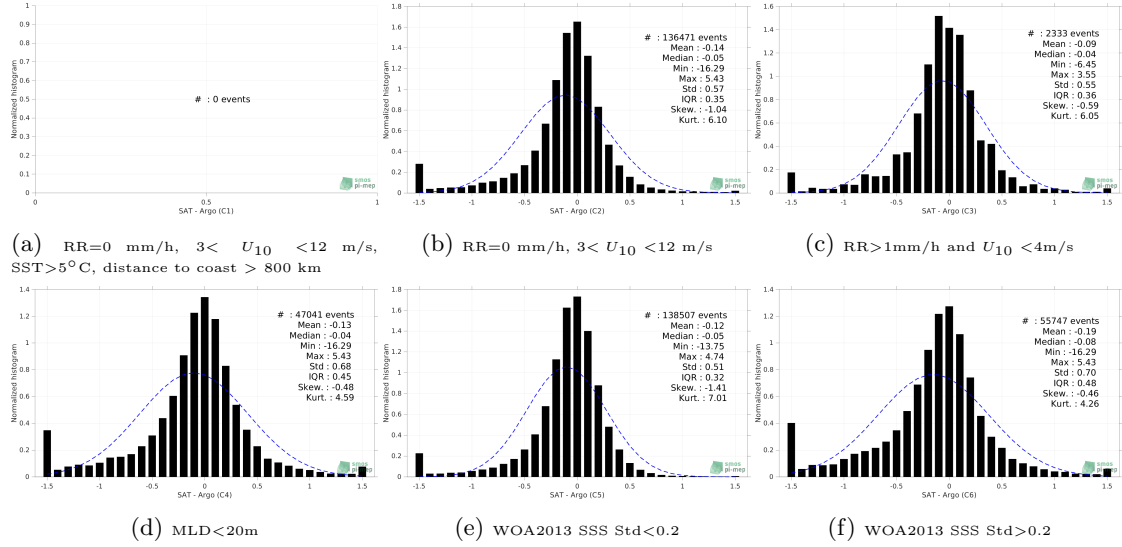 Normalized histogram
1
0.9
0.8
0.7
0.6
0.5
0.4
0.3
0.2
0.1
0
# : 0 events
smos
pi-mep
0 0.5 1
SAT - Argo (C1)
(a) RR=0 mm/h, 3< U10 <12 m/s,
SST>5°C, distance to coast > 800 km
Normalized histogram
1.8
1.6
1.4
1.2
1
0.8
0.6
0.4
0.2
0
# : 136471 events
Mean : -0.14
Median : -0.05
Min : -16.29
Max : 5.43
Std : 0.57
IQR : 0.35
Skew. : -1.04
Kurt. : 6.10
smos
pi-mep
-1.5 -1 -0.5 0 0.5 1 1.5
SAT - Argo (C2)
(b) RR=0 mm/h, 3< U10 <12 m/s
Normalized histogram
1.6
1.4
1.2
1
0.8
0.6
0.4
0.2
0
# : 2333 events
Mean : -0.09
Median : -0.04
Min : -6.45
Max : 3.55
Std : 0.55
IQR : 0.36
Skew. : -0.59
Kurt. : 6.05
smos
pi-mep
-1.5 -1 -0.5 0 0.5 1 1.5
SAT - Argo (C3)
(c) RR>1mm/h and U10 <4m/s
Normalized histogram
1.4
1.2
1
0.8
0.6
0.4
0.2
0
# : 47041 events
Mean : -0.13
Median : -0.04
Min : -16.29
Max : 5.43
Std : 0.68
IQR : 0.45
Skew. : -0.48
Kurt. : 4.59
smos
pi-mep
-1.5 -1 -0.5 0 0.5 1 1.5
SAT - Argo (C4)
(d) MLD<20m
Normalized histogram
1.8
1.6
1.4
1.2
1
0.8
0.6
0.4
0.2
0
# : 138507 events
Mean : -0.12
Median : -0.05
Min : -13.75
Max : 4.74
Std : 0.51
IQR : 0.32
Skew. : -1.41
Kurt. : 7.01
smos
pi-mep
-1.5 -1 -0.5 0 0.5 1 1.5
SAT - Argo (C5)
(e) WOA2013 SSS Std<0.2
Normalized histogram
1.4
1.2
1
0.8
0.6
0.4
0.2
0
# : 55747 events
Mean : -0.19
Median : -0.08
Min : -16.29
Max : 5.43
Std : 0.70
IQR : 0.48
Skew. : -0.46
Kurt. : 4.26
smos
pi-mep
-1.5 -1 -0.5 0 0.5 1 1.5
SAT - Argo (C6)
(f) WOA2013 SSS Std>0.2